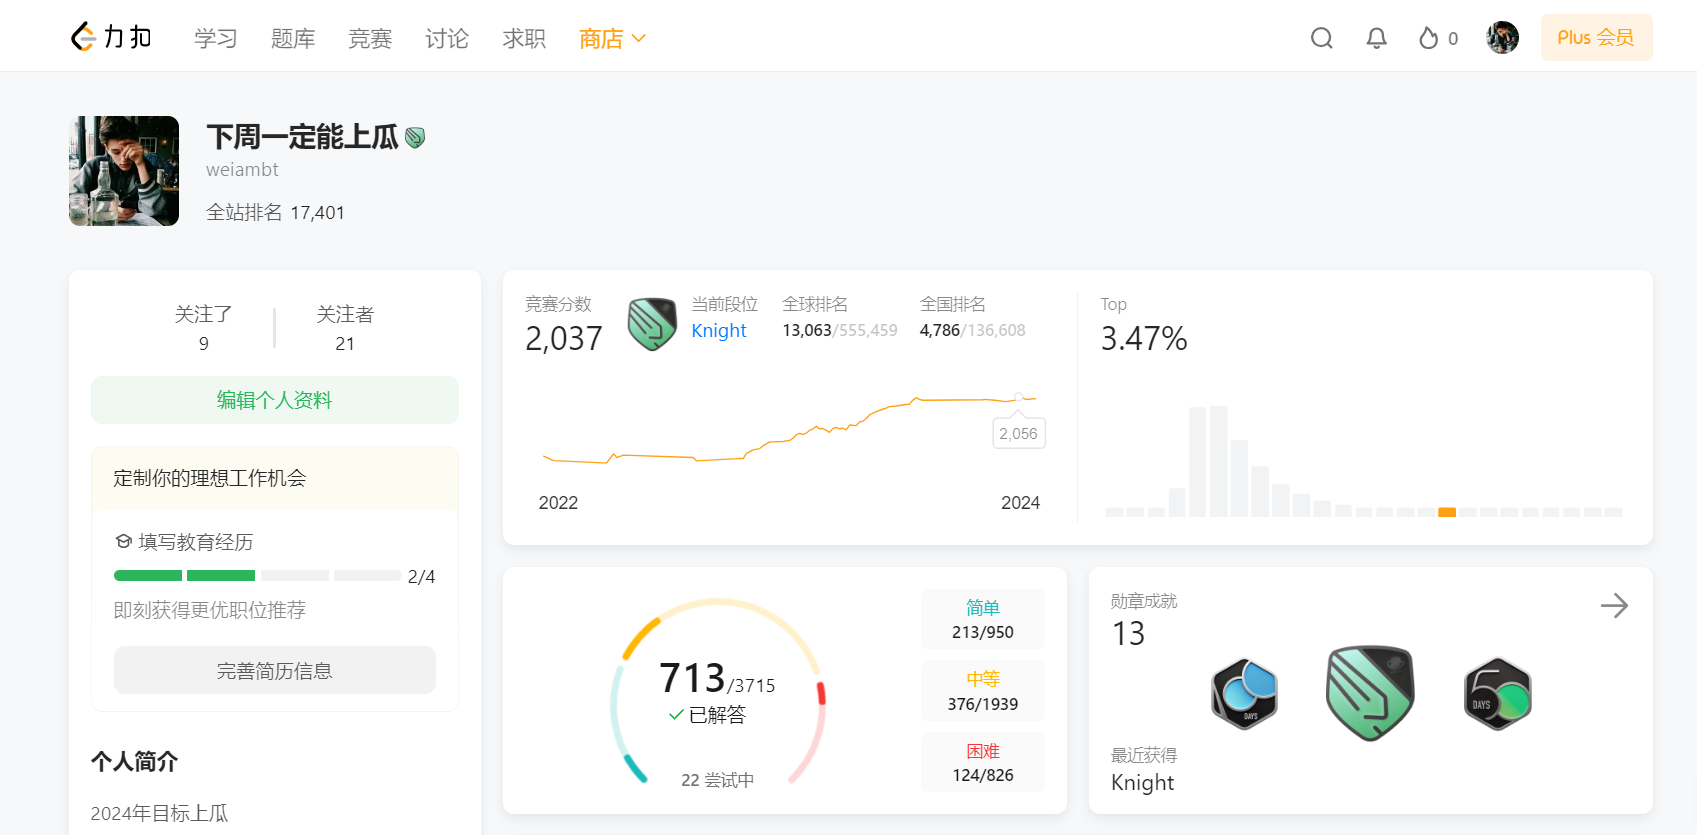 力扣 学习 题库 竞赛 讨论 求职 商店 0 Plus 会员
下周一定能上瓜
weiambt
全站排名 17,401
关注了 关注者
9 21
编辑个人资料
定制你的理想工作机会
填写教育经历
2/4
即刻获得更优职位推荐
完善简历信息
个人简介
2024年目标上瓜
竞赛分数 当前段位 全球排名 全国排名
2,037 Knight 13,063/555,459 4,786/136,608
2,056
2022 2024
Top
3.47%
713/3715
已解答
22 尝试中
简单
213/950
中等
376/1939
困难
124/826
勋章成就
13
DAYS
DAYS
最近获得
Knight